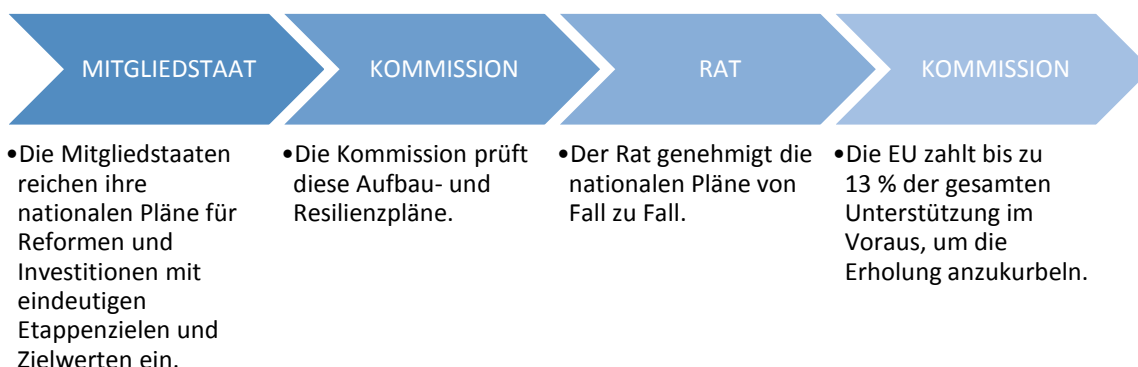 MITGLIEDSTAAT
KOMMISSION
RAT
KOMMISSION
•Die Mitgliedstaaten
reichen ihre
nationalen Pläne für
Reformen und
Investitionen mit
eindeutigen
Etappenzielen und
Zielwerten ein.
•Die Kommission prüft
diese Aufbau- und
Resilienzpläne.
•Der Rat genehmigt die
nationalen Pläne von
Fall zu Fall.
•Die EU zahlt bis zu
13 % der gesamten
Unterstützung im
Voraus, um die
Erholung anzukurbeln.